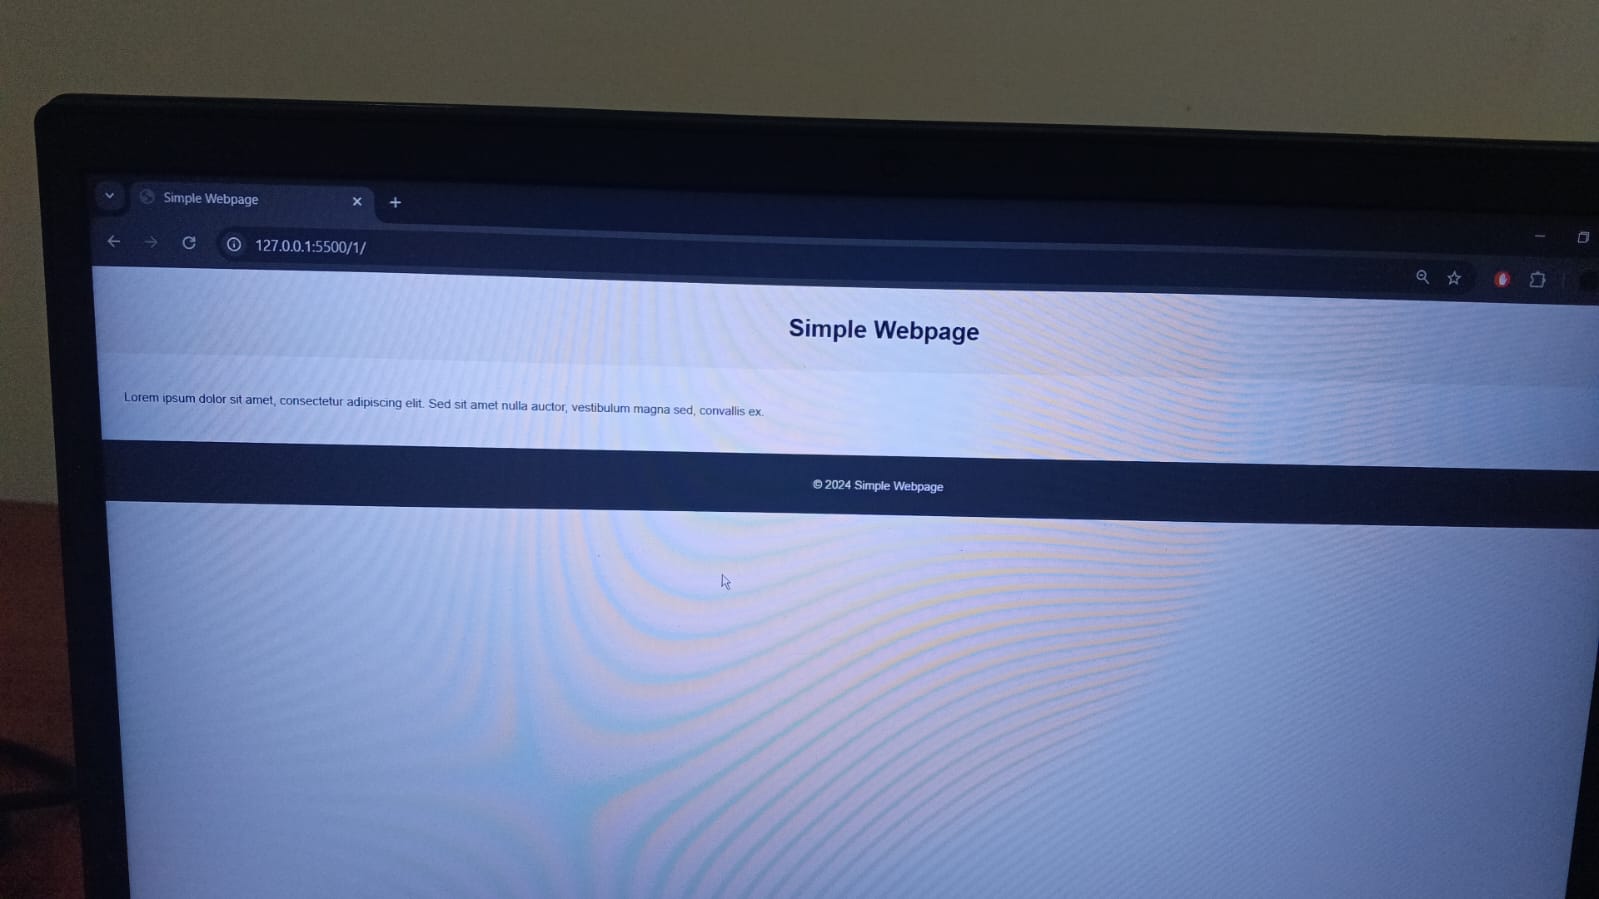 Simple Webpage
127.0.0.1:5500/1/
Simple Webpage
Lorem ipsum dolor sit amet, consectetur adipiscing elit. Sed sit amet nulla auctor, vestibulum magna sed, convallis ex.
© 2024 Simple Webpage